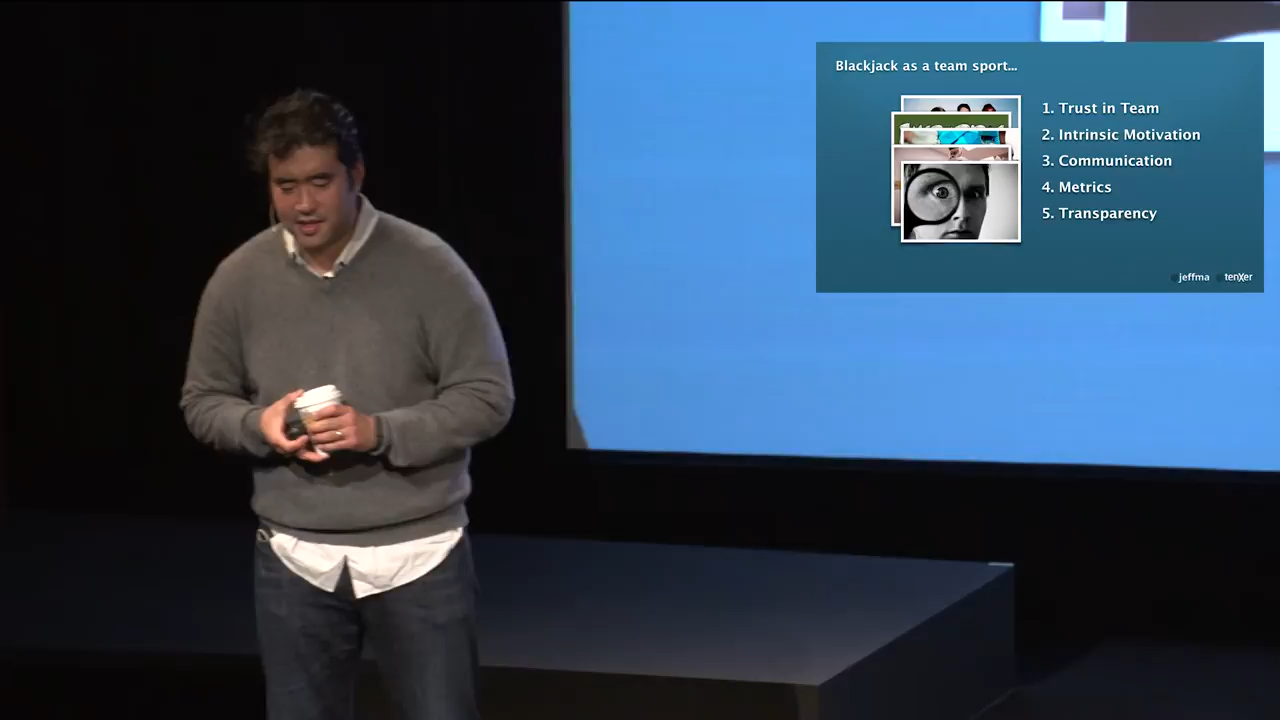 Blackjack as a team sport...
1. Trust in Team
2. Intrinsic Motivation
3. Communication
4. Metrics
5. Transparency
jeffma tenXer